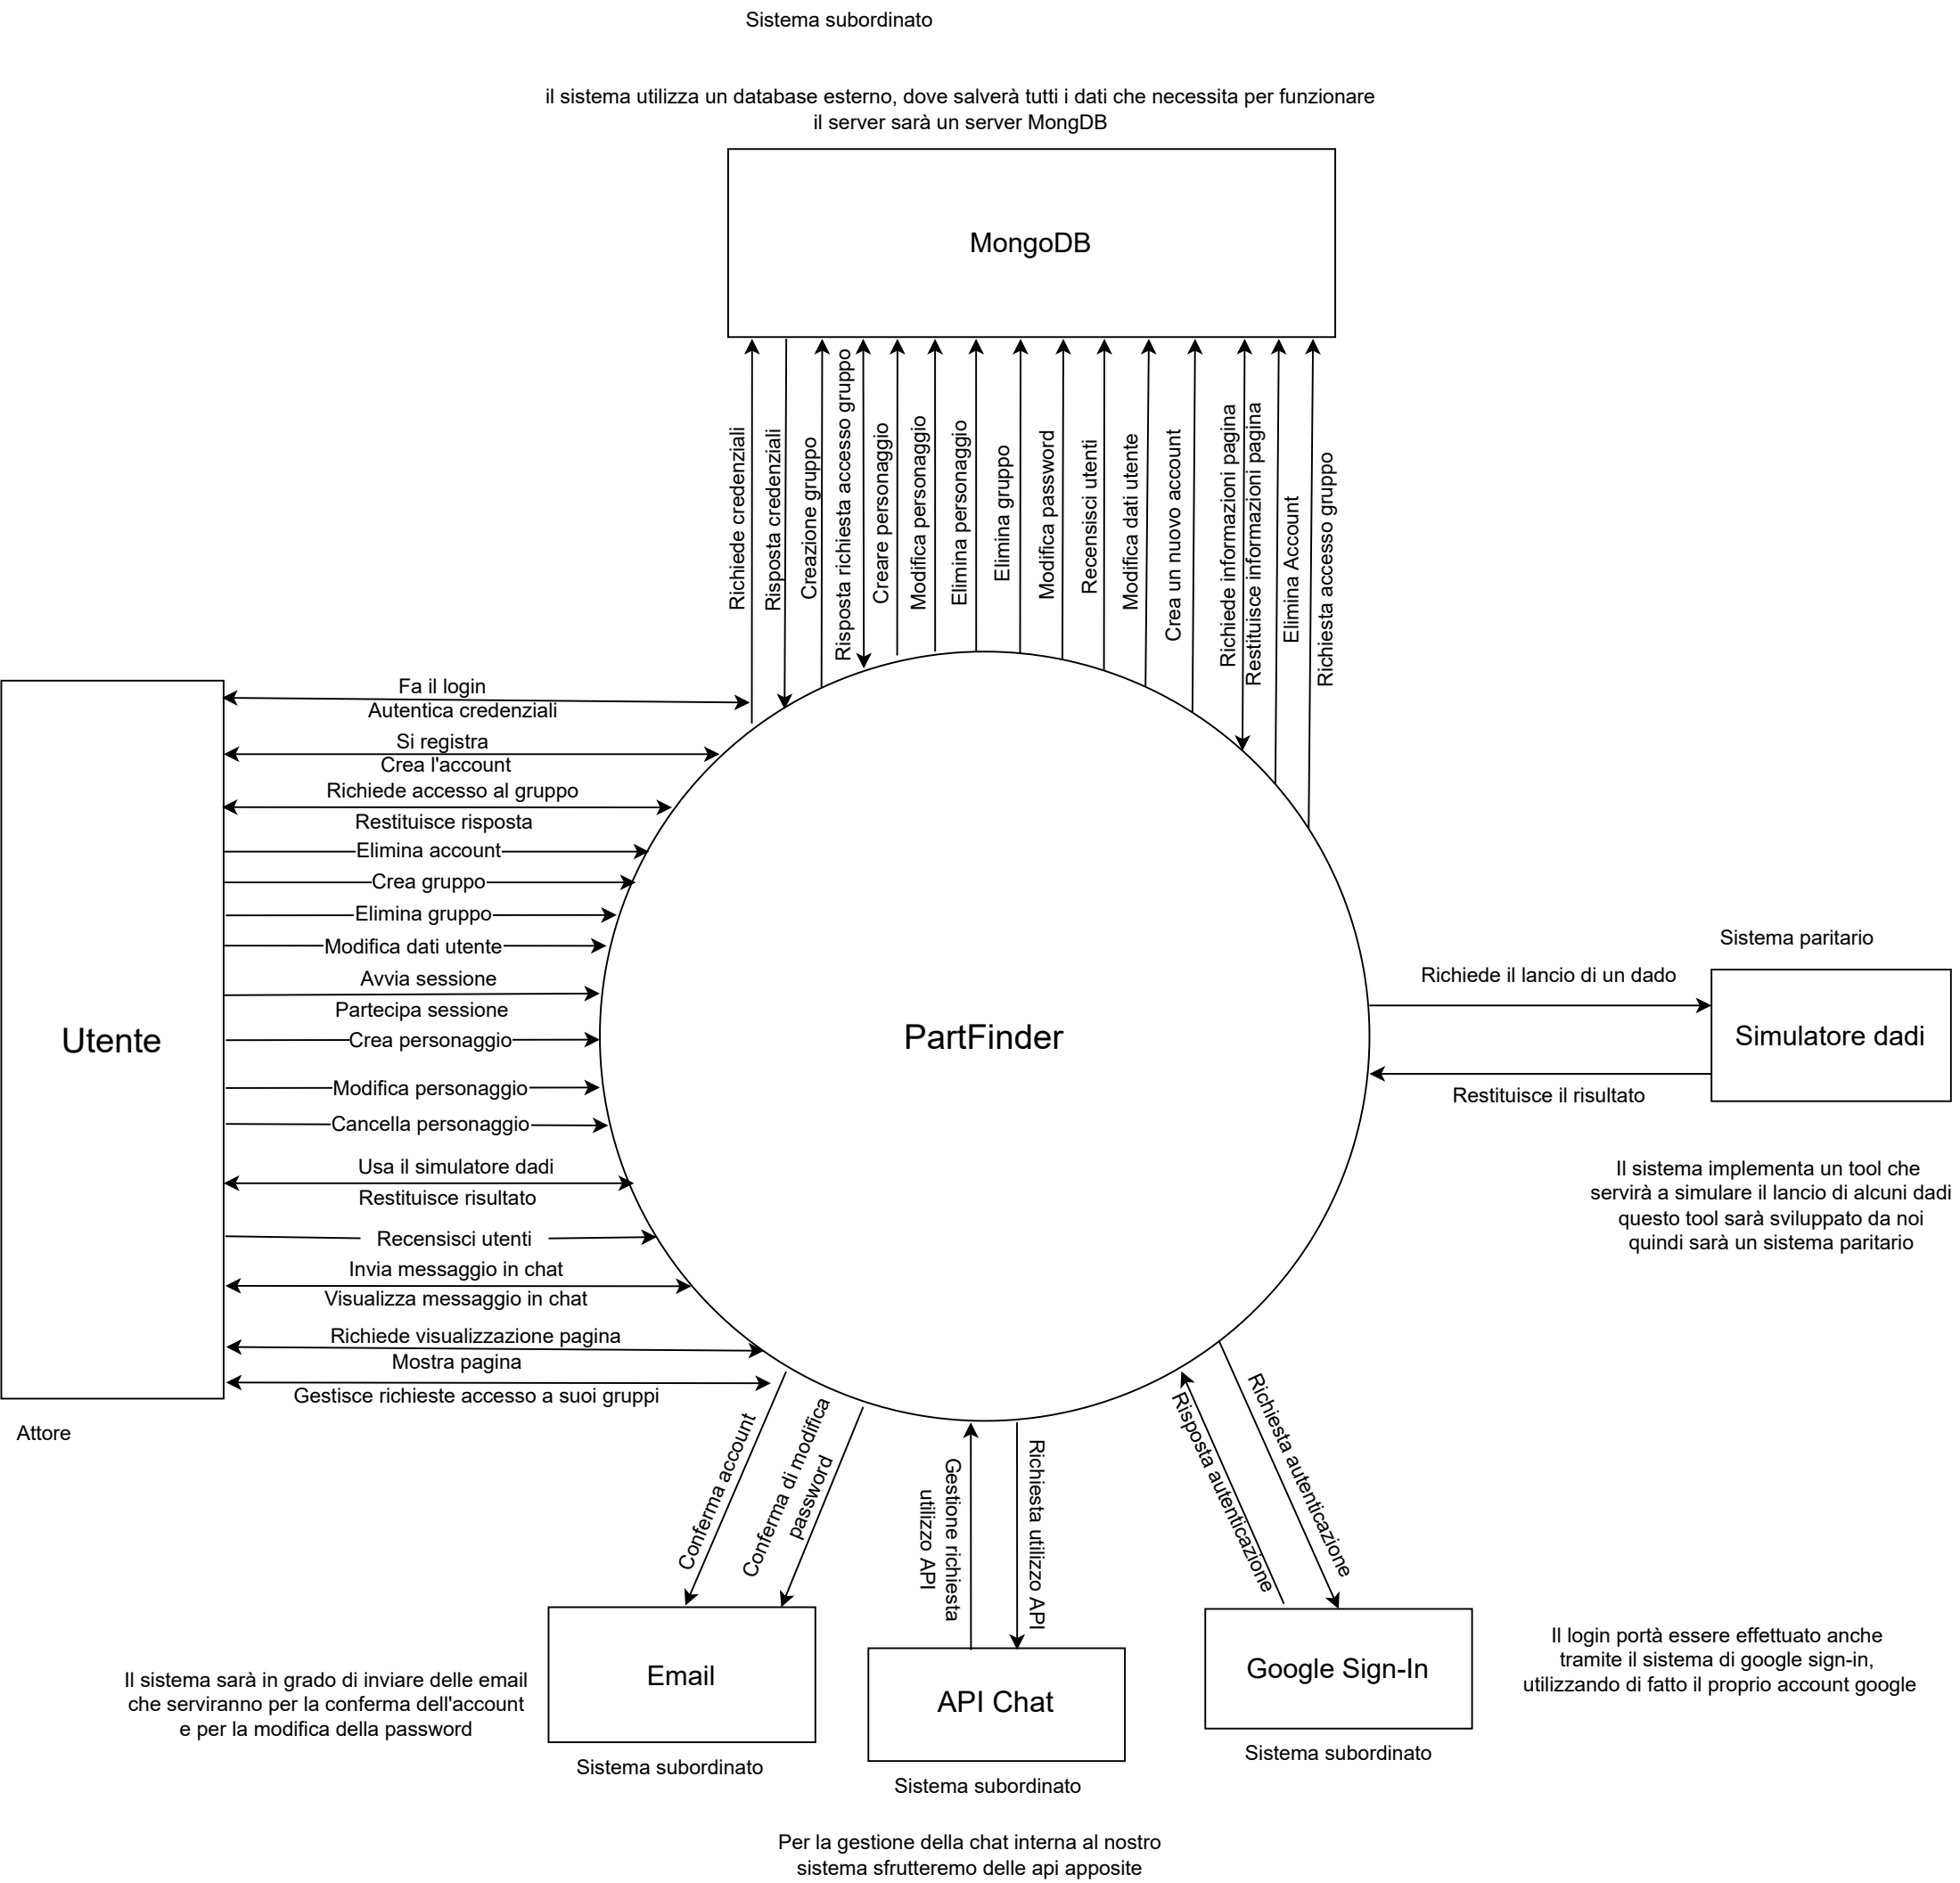 Sistema subordinato
il sistema utilizza un database esterno, dove salverà tutti i dati che necessita per funzionare
il server sarà un server MongDB
MongoDB
Richiede credenziali
Risposta credenziali
Creazione gruppo
Risposta richiesta accesso gruppo
Creare personaggio
Modifica personaggio
Elimina personaggio
Elimina gruppo
Modifica password
Recensisci utenti
Modifica dati utente
Crea un nuovo account
Richiede informazioni pagina
Restituisce informazioni pagina
Elimina Account
Richiesta accesso gruppo
Fa il login
Autentica credenziali
Si registra
Crea l'account
Richiede accesso al gruppo
Restituisce risposta
Elimina account
Crea gruppo
Elimina gruppo
Modifica dati utente
Avvia sessione
Partecipa sessione
Crea personaggio
Modifica personaggio
Cancella personaggio
Usa il simulatore dadi
Restituisce risultato
Recensisci utenti
Invia messaggio in chat
Visualizza messaggio in chat
Richiede visualizzazione pagina
Mostra pagina
Gestisce richieste accesso a suoi gruppi
Utente
Attore
PartFinder
Sistema paritario
Richiede il lancio di un dado
Simulatore dadi
Restituisce il risultato
Il sistema implementa un tool che
servirà a simulare il lancio di alcuni dadi
questo tool sarà sviluppato da noi
quindi sarà un sistema paritario
Conferma account
Conferma di modifica
password
Gestione richiesta
utilizzo API
Richiesta utilizzo API
Risposta autenticazione
Richiesta autenticazione
Email
Sistema subordinato
Il sistema sarà in grado di inviare delle email
che serviranno per la conferma dell'account
e per la modifica della password
API Chat
Sistema subordinato
Per la gestione della chat interna al nostro
sistema sfrutteremo delle api apposite
Google Sign-In
Sistema subordinato
Il login portà essere effettuato anche
tramite il sistema di google sign-in,
utilizzando di fatto il proprio account google